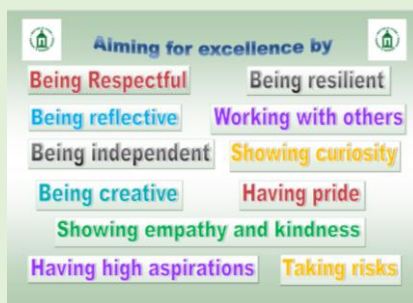 Aiming for excellence by
Being Respectful
Being resilient
Being reflective
Working with others
Being independent
Showing curiosity
Being creative
Having pride
Showing empathy and kindness
Having high aspirations
Taking risks